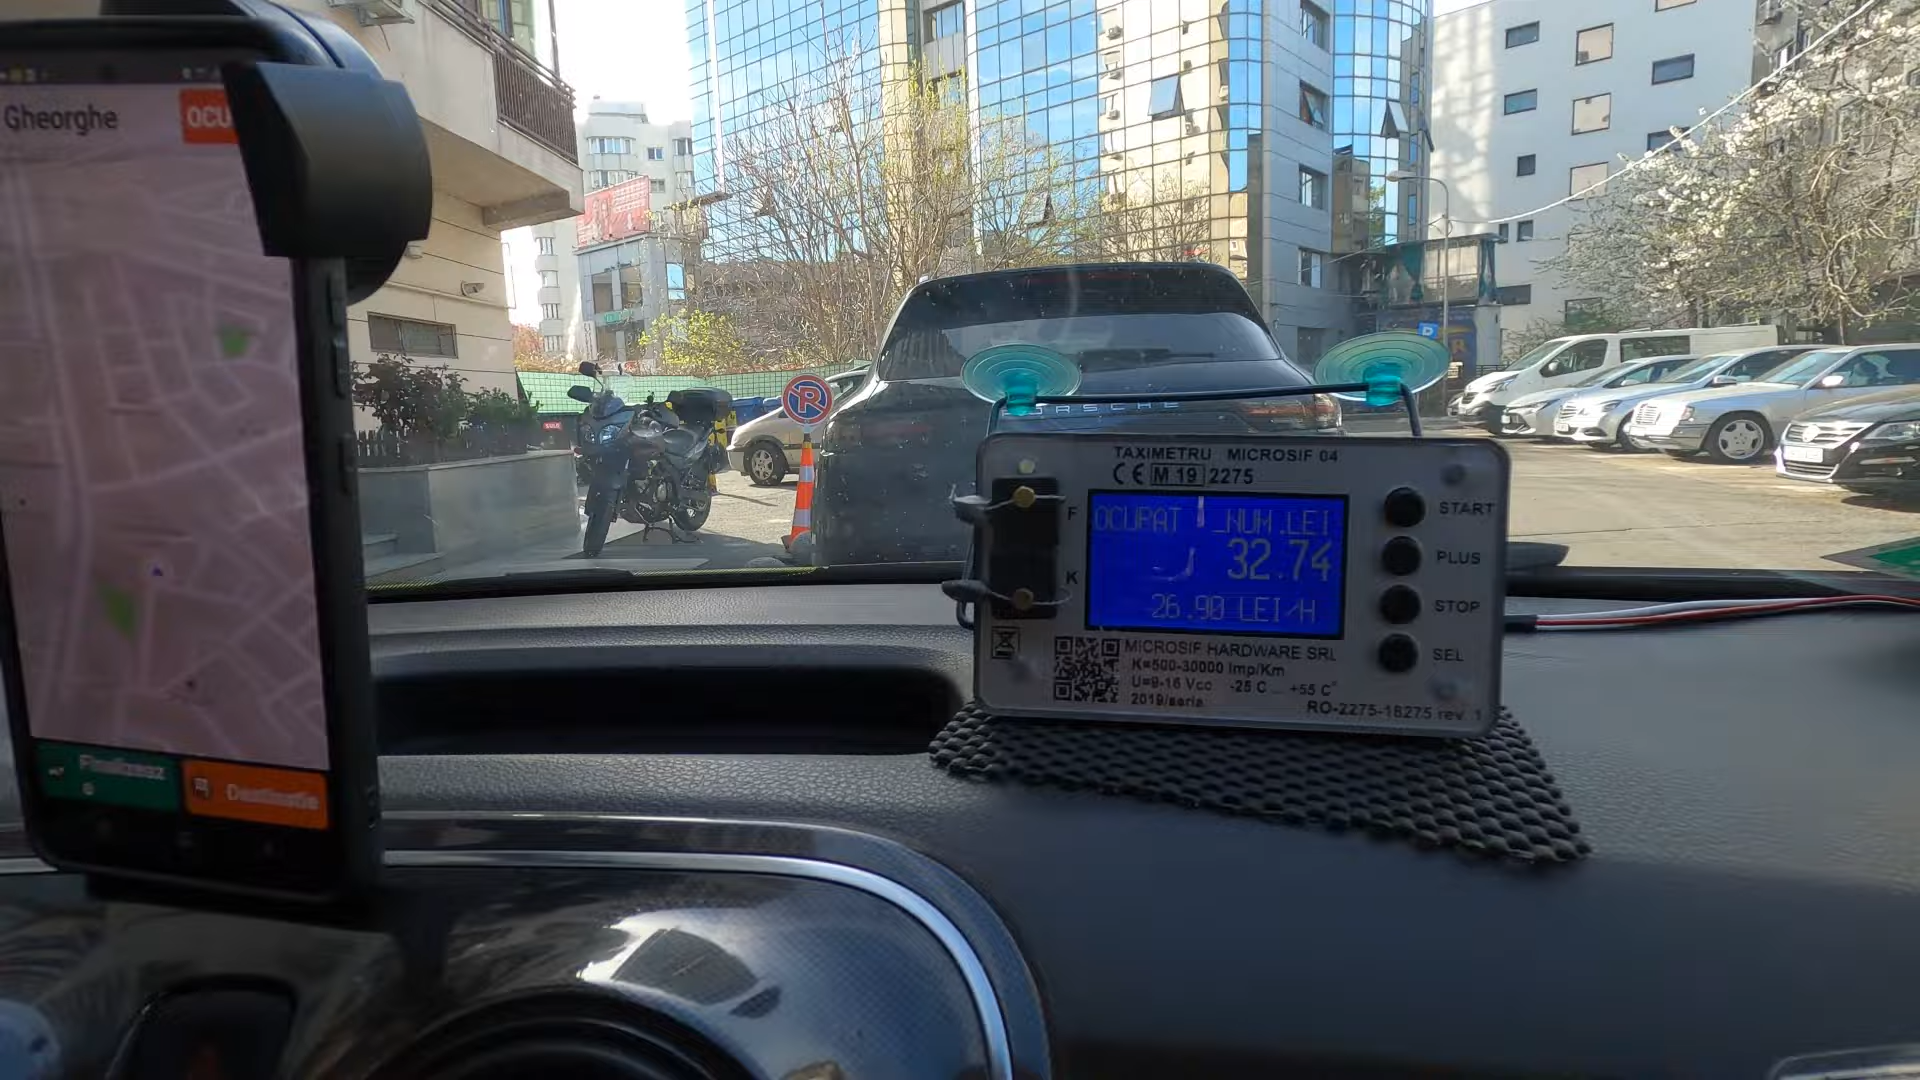 Gheorghe
OCU
PORSCHE
TAXIMETRU MICROSIF 04
CE M 19 2275
OCUPAT _NUM.LEI
32.74
26.90 LEI/H
F
K
START
PLUS
STOP
SEL
MICROSIF HARDWARE SRL
K=500-30000 Imp/Km
U=9-16 Vcc -25 C ... +55 C°
2019/seria
RO-2275-18275 rev. 1
Destinatie
P